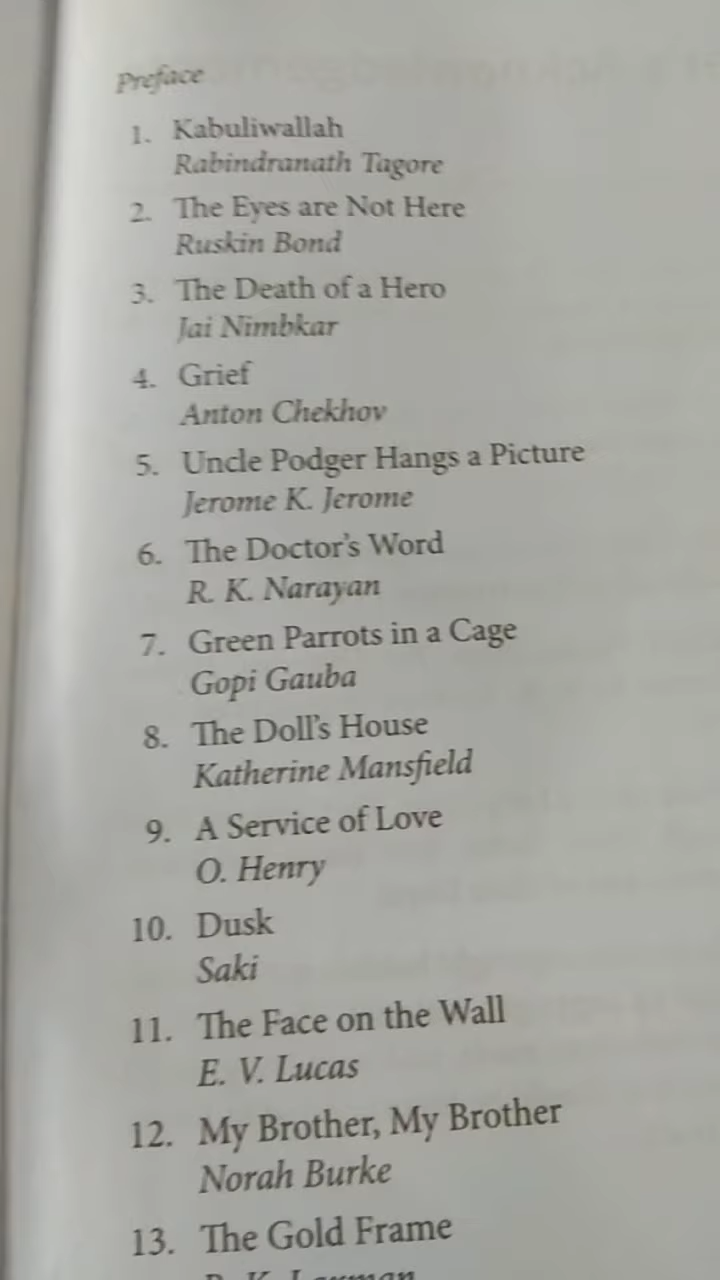 Preface
1. Kabuliwallah
Rabindranath Tagore
2. The Eyes are Not Here
Ruskin Bond
3. The Death of a Hero
Jai Nimbkar
4. Grief
Anton Chekhov
5. Uncle Podger Hangs a Picture
Jerome K. Jerome
6. The Doctor's Word
R. K. Narayan
7. Green Parrots in a Cage
Gopi Gauba
8. The Doll's House
Katherine Mansfield
9. A Service of Love
O. Henry
10. Dusk
Saki
11. The Face on the Wall
E. V. Lucas
12. My Brother, My Brother
Norah Burke
13. The Gold Frame
R. K. Laxman